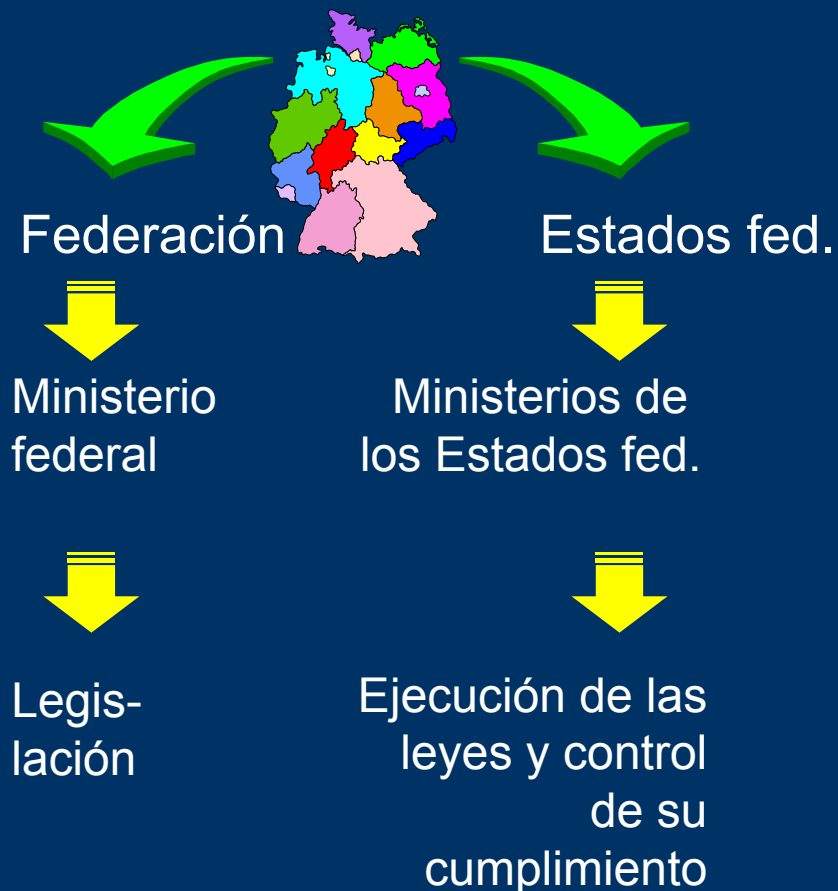 Federación
Estados fed.
Ministerio
federal
Ministerios de
los Estados fed.
Legis-
lación
Ejecución de las
leyes y control
de su
cumplimiento